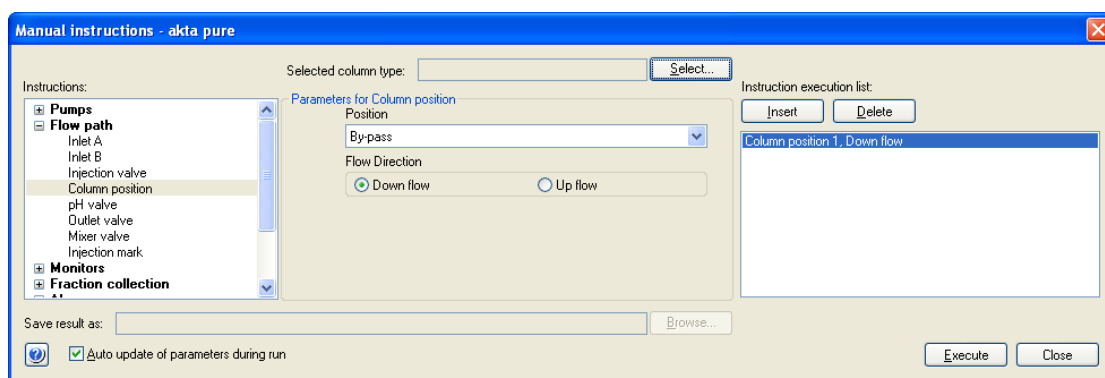 Manual instructions - akta pure
Selected column type: Select...
Instructions:
Pumps
Flow path
Inlet A
Inlet B
Injection valve
Column position
pH valve
Outlet valve
Mixer valve
Injection mark
Monitors
Fraction collection
Parameters for Column position
Position
By-pass
Flow Direction
Down flow Up flow
Instruction execution list:
Insert Delete
Column position 1, Down flow
Save result as: Browse...
Auto update of parameters during run
Execute Close